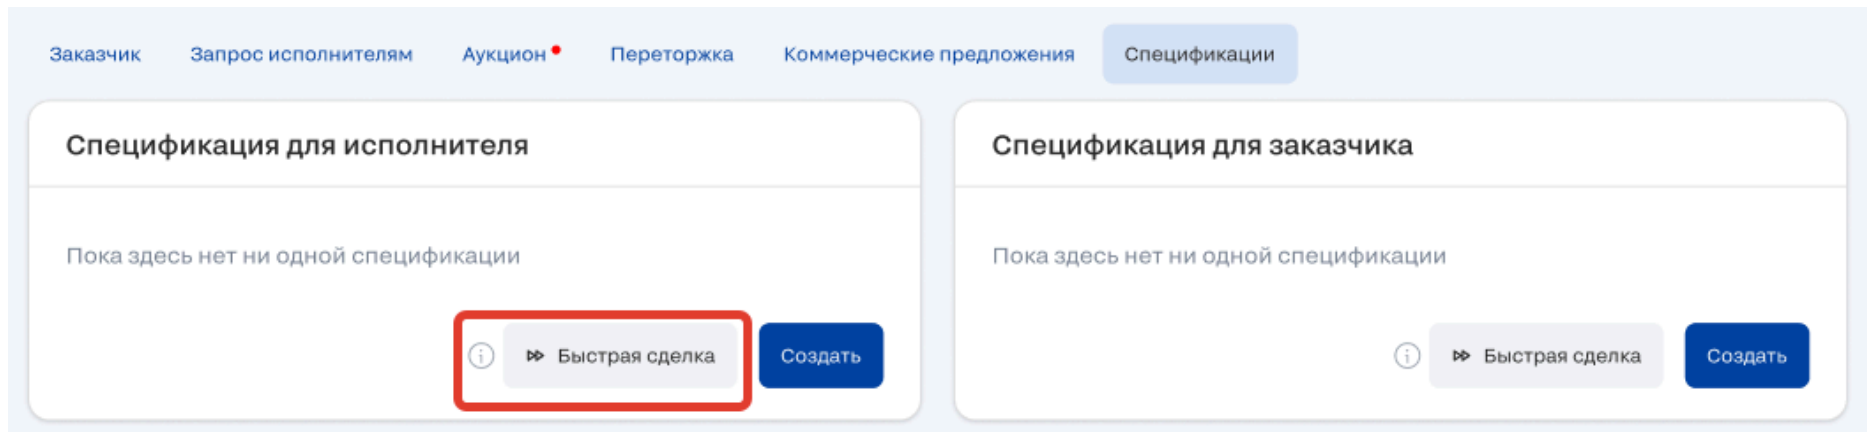 Заказчик Запрос исполнителям Аукцион Переторжка Коммерческие предложения Спецификации
Спецификация для исполнителя
Пока здесь нет ни одной спецификации
Быстрая сделка Создать
Спецификация для заказчика
Пока здесь нет ни одной спецификации
Быстрая сделка Создать